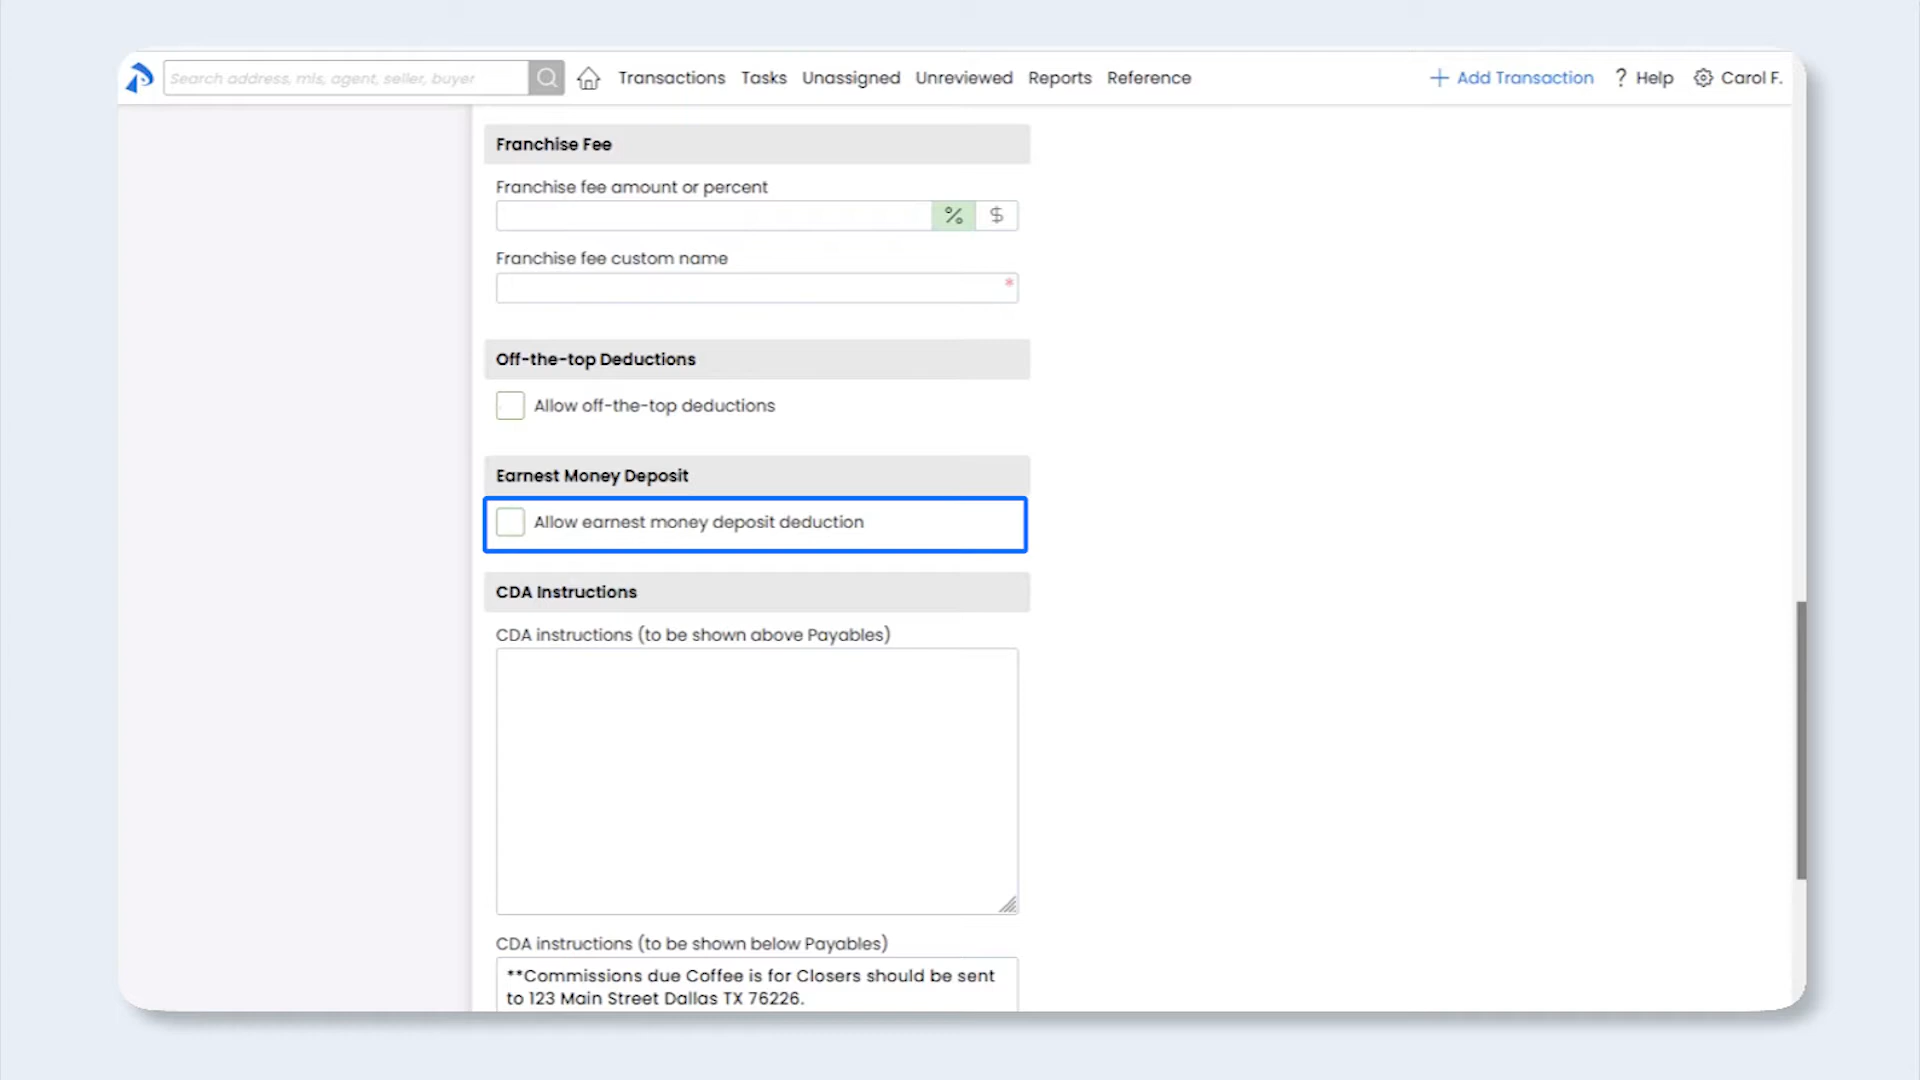 Search address, mls, agent, seller, buyer
Transactions Tasks Unassigned Unreviewed Reports Reference
+ Add Transaction ? Help Carol F.
Franchise Fee
Franchise fee amount or percent
% $
Franchise fee custom name
*
Off-the-top Deductions
Allow off-the-top deductions
Earnest Money Deposit
Allow earnest money deposit deduction
CDA Instructions
CDA instructions (to be shown above Payables)
CDA instructions (to be shown below Payables)
**Commissions due Coffee is for Closers should be sent
to 123 Main Street Dallas TX 76226.